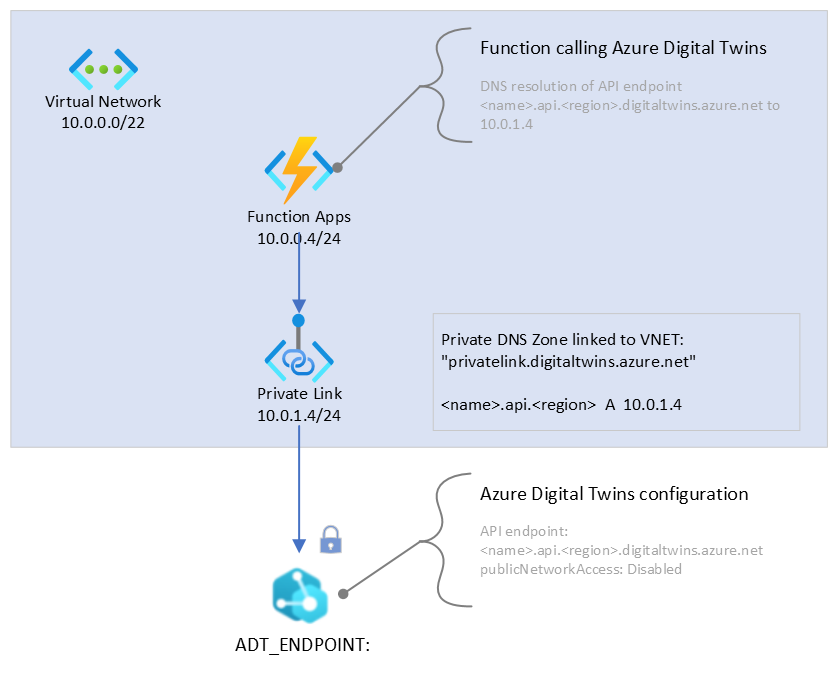 Function calling Azure Digital Twins
DNS resolution of API endpoint
<name>.api.<region>.digitaltwins.azure.net to
10.0.1.4
Virtual Network
10.0.0.0/22
Function Apps
10.0.0.4/24
Private DNS Zone linked to VNET:
"privatelink.digitaltwins.azure.net"
<name>.api.<region> A 10.0.1.4
Private Link
10.0.1.4/24
Azure Digital Twins configuration
API endpoint:
<name>.api.<region>.digitaltwins.azure.net
publicNetworkAccess: Disabled
ADT_ENDPOINT: